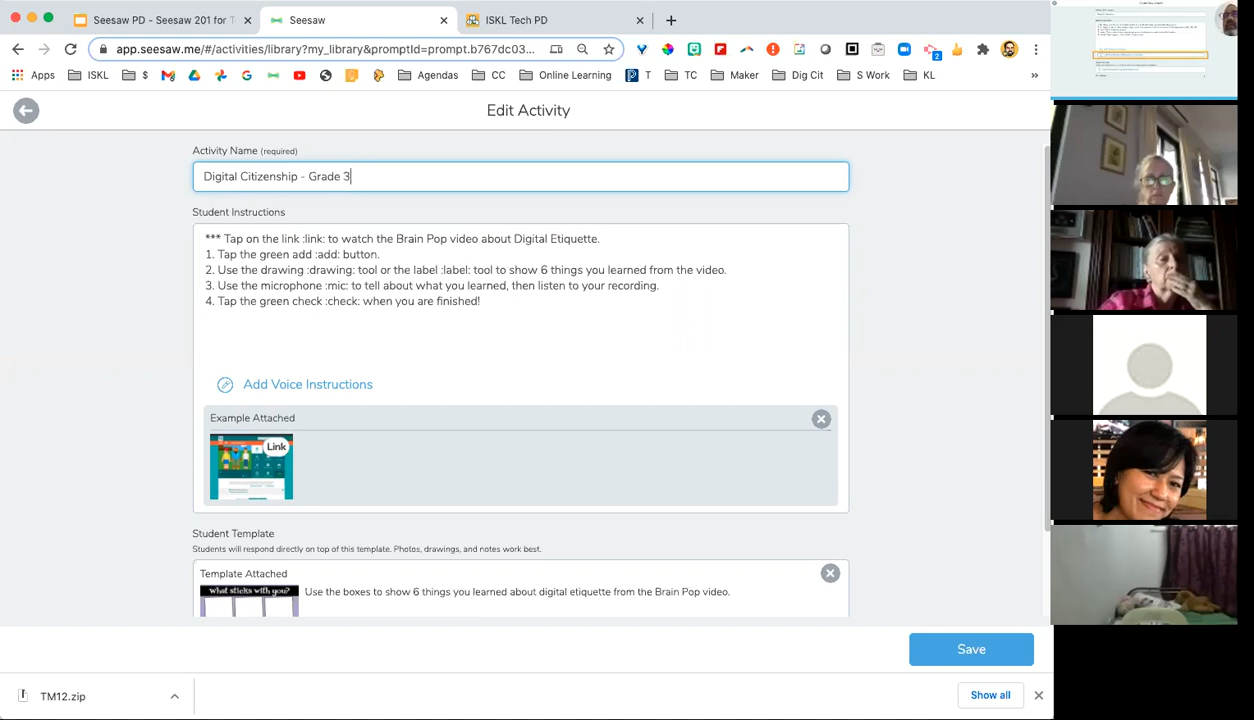 Seesaw PD - Seesaw 201 for T
Seesaw
ISKL Tech PD
app.seesaw.me/#/activities/library?my_library&prompt=prompt.b767dc03...
2
Apps ISKL $ Agendas CC Online Learning T TC Maker Dig Cit S Work KL »
Edit Activity
Activity Name (required)
Digital Citizenship - Grade 3
Student Instructions
*** Tap on the link :link: to watch the Brain Pop video about Digital Etiquette.
1. Tap the green add :add: button.
2. Use the drawing :drawing: tool or the label :label: tool to show 6 things you learned from the video.
3. Use the microphone :mic: to tell about what you learned, then listen to your recording.
4. Tap the green check :check: when you are finished!
Add Voice Instructions
Example Attached
Link
Student Template
Students will respond directly on top of this template. Photos, drawings, and notes work best.
Template Attached
What sticks with you?
Use the boxes to show 6 things you learned about digital etiquette from the Brain Pop video.
Save
TM12.zip
Show all